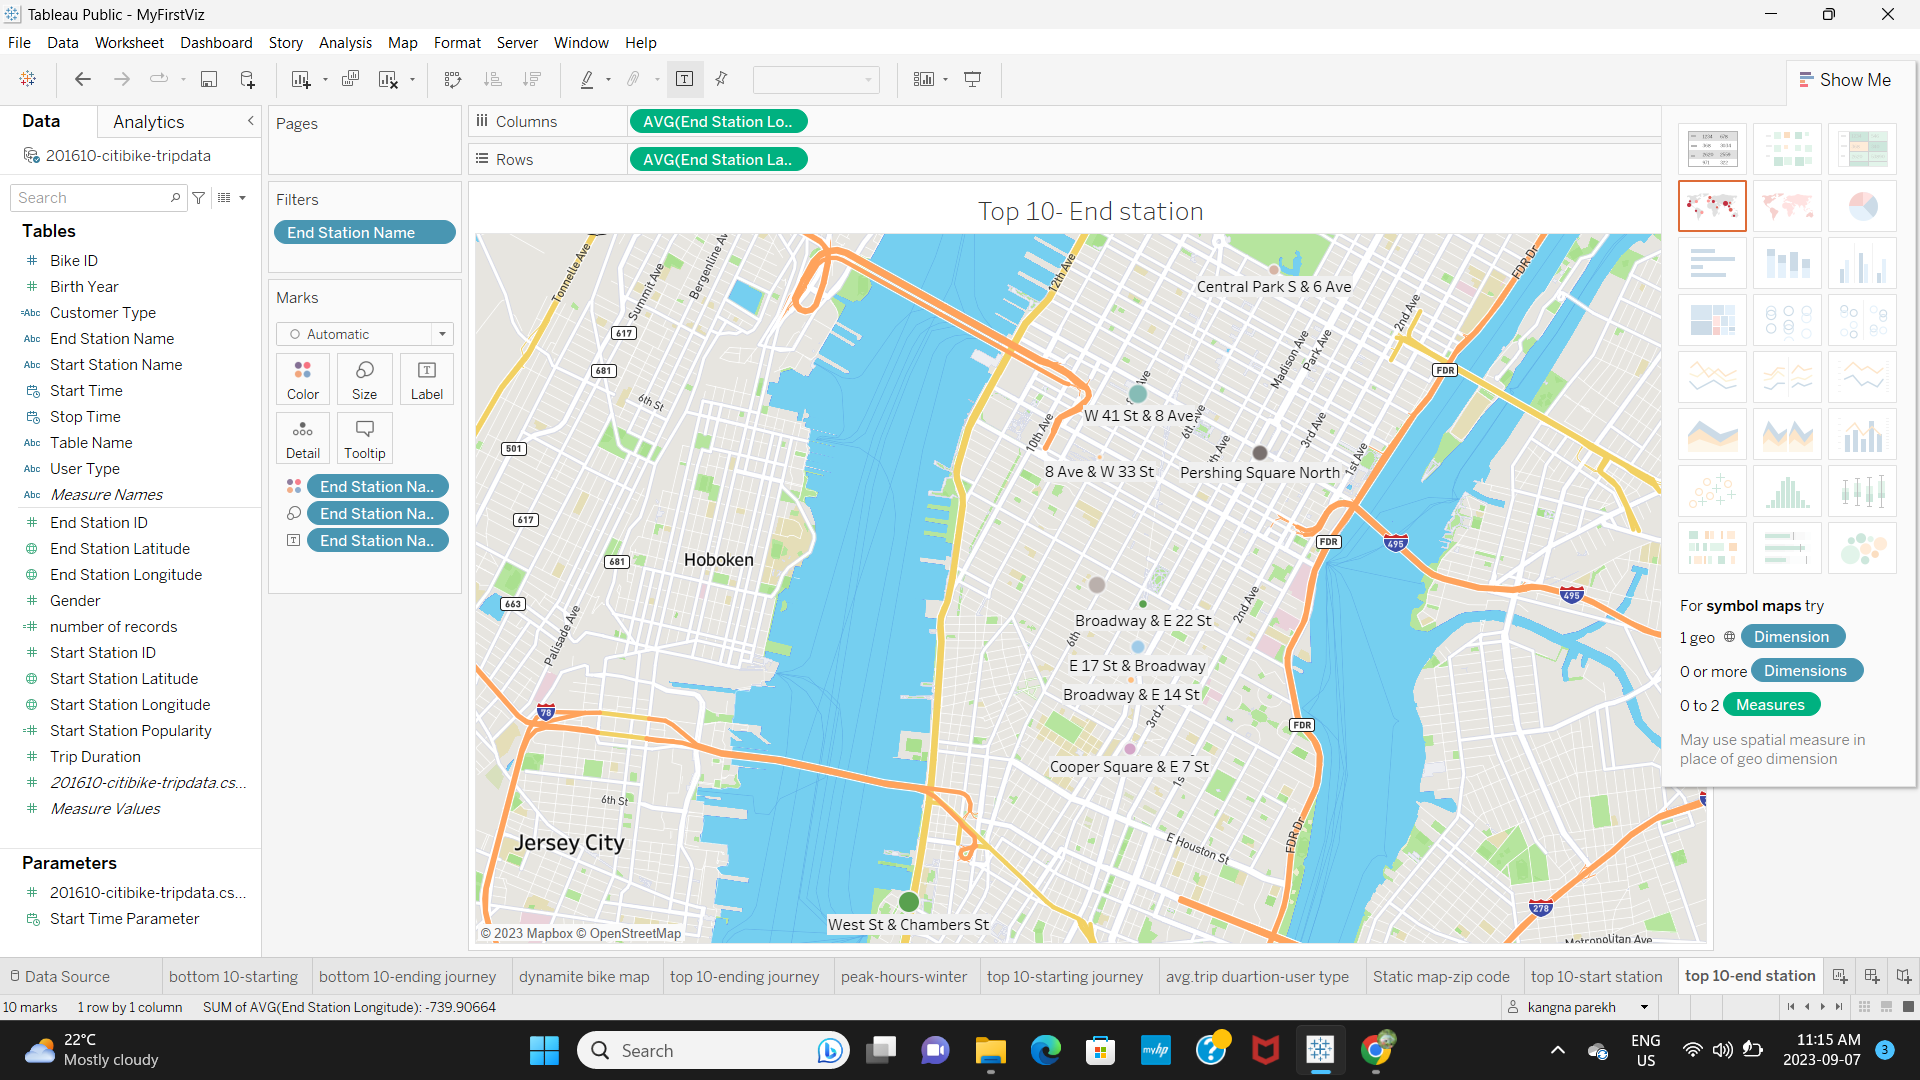 Tableau Public - MyFirstViz
File Data Worksheet Dashboard Story Analysis Map Format Server Window Help
Show Me
Data Analytics
201610-citibike-tripdata
Search
Tables
Bike ID
Birth Year
=Abc Customer Type
Abc End Station Name
Abc Start Station Name
Start Time
Stop Time
Abc Table Name
Abc User Type
Abc Measure Names
End Station ID
End Station Latitude
End Station Longitude
Gender
number of records
Start Station ID
Start Station Latitude
Start Station Longitude
Start Station Popularity
Trip Duration
201610-citibike-tripdata.cs...
Measure Values
Parameters
201610-citibike-tripdata.cs...
Start Time Parameter
Pages
Filters
End Station Name
Marks
Automatic
Color Size Label
Detail Tooltip
End Station Na..
End Station Na..
End Station Na..
Columns AVG(End Station Lo..
Rows AVG(End Station La..
Top 10- End station
Tonnelle Ave
Summit Ave
Bergenline Av
12th Ave
FDR Dr
Central Park S & 6 Ave
2nd Ave
617
Madison Ave
Park Ave
681
FDR
6th St
W 41 St & 8 Ave
10th Ave
3rd Ave
501
1st Ave
8 Ave & W 33 St
Pershing Square North
617
FDR
495
681
Hoboken
495
663
2nd Ave
Palisade Ave
Broadway & E 22 St
6th
E 17 St & Broadway
Broadway & E 14 St
78
3rd A
FDR
Cooper Square & E 7 St
6th St
Jersey City
E Houston St
FDR Dr
278
West St & Chambers St
Metropolitan Ave
© 2023 Mapbox © OpenStreetMap
For symbol maps try
1 geo Dimension
0 or more Dimensions
0 to 2 Measures
May use spatial measure in
place of geo dimension
Data Source bottom 10-starting bottom 10-ending journey dynamite bike map top 10-ending journey peak-hours-winter top 10-starting journey avg.trip duartion-user type Static map-zip code top 10-start station top 10-end station
10 marks 1 row by 1 column SUM of AVG(End Station Longitude): -739.90664
kangna parekh
22°C
Mostly cloudy
Search
myhp
ENG
US
11:15 AM
2023-09-07
3